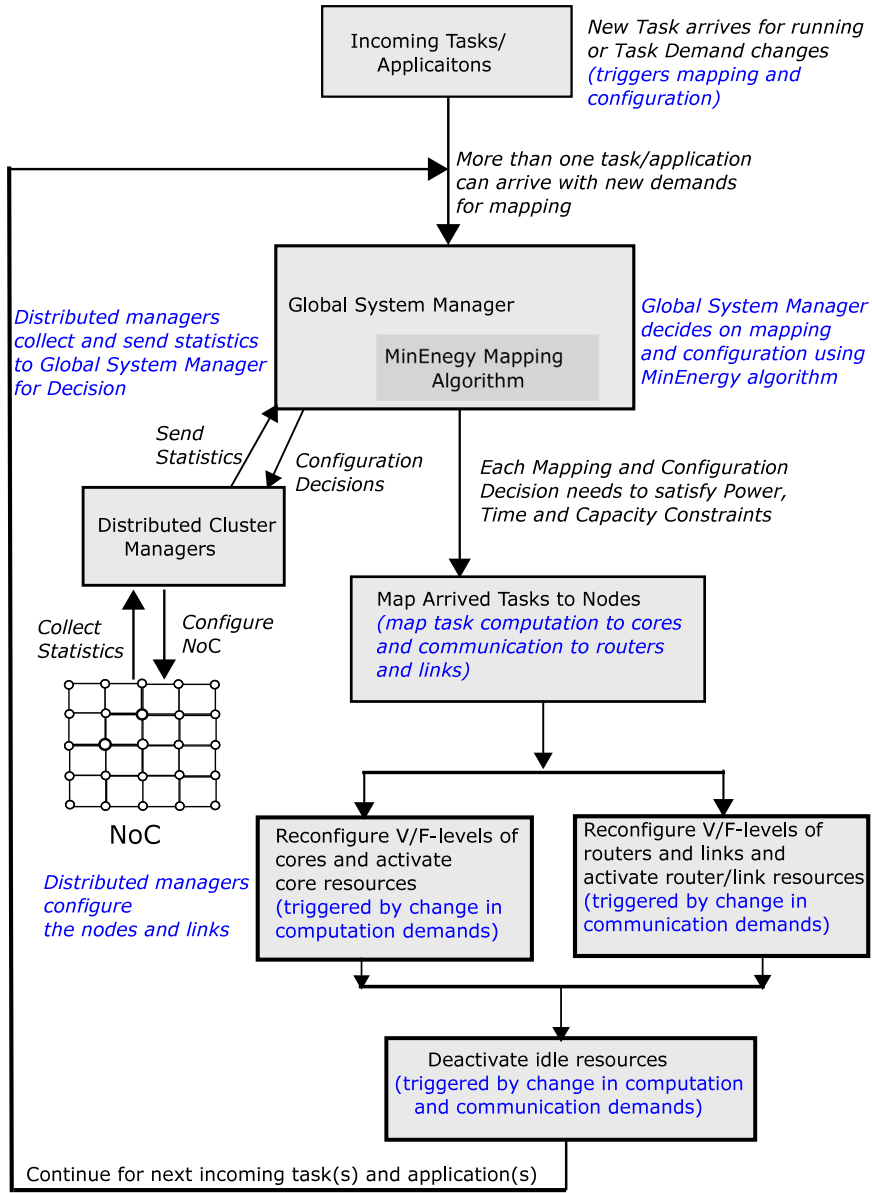 Incoming Tasks/
Applicaitons
New Task arrives for running
or Task Demand changes
(triggers mapping and
configuration)
More than one task/application
can arrive with new demands
for mapping
Global System Manager
MinEnegy Mapping
Algorithm
Distributed managers
collect and send statistics
to Global System Manager
for Decision
Global System Manager
decides on mapping
and configuration using
MinEnergy algorithm
Send
Statistics
Configuration
Decisions
Each Mapping and Configuration
Decision needs to satisfy Power,
Time and Capacity Constraints
Distributed Cluster
Managers
Collect
Statistics
Configure
NoC
Map Arrived Tasks to Nodes
(map task computation to cores
and communication to routers
and links)
NoC
Distributed managers
configure
the nodes and links
Reconfigure V/F-levels of
cores and activate
core resources
(triggered by change in
computation demands)
Reconfigure V/F-levels of
routers and links and
activate router/link resources
(triggered by change in
communication demands)
Deactivate idle resources
(triggered by change in computation
and communication demands)
Continue for next incoming task(s) and application(s)